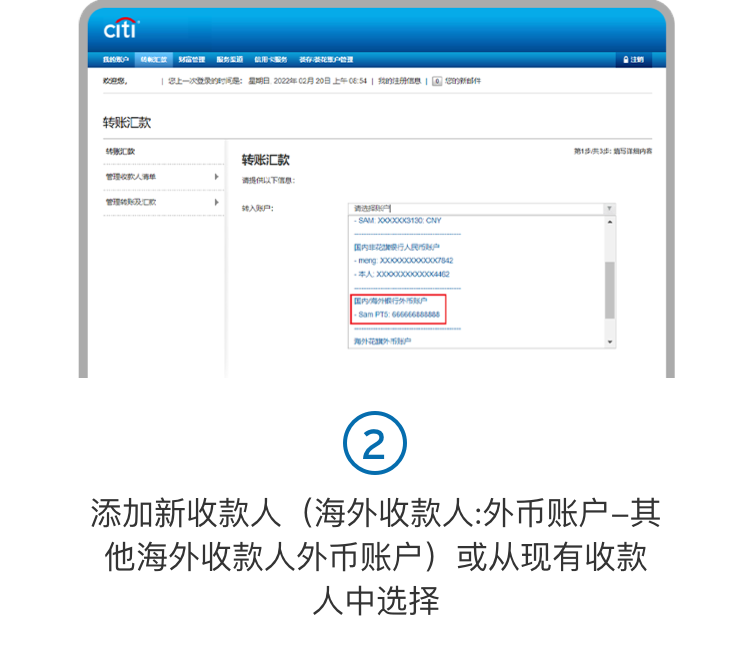 citi
我的账户 转账汇款 财富管理 服务渠道 信用卡服务 续存/续花账户管理 注销
欢迎您, | 您上一次登录的时间是: 星期日 2022年 02月 20日 上午 08:54 | 我的注册信息 | 0 您的新邮件
转账汇款
转账汇款
管理收款人清单
管理转账及汇款
转账汇款
第1步/共3步: 填写详细内容
请提供以下信息:
转入账户:
请选择账户
- SAM: XXXXXX3130: CNY
国内非花旗银行人民币账户
- meng: XXXXXXXXXXXX7842
- 本人: XXXXXXXXXXXX4462
国内/海外银行外币账户
- Sam PT5: 666666888888
海外花旗外币账户
2
添加新收款人（海外收款人:外币账户–其
他海外收款人外币账户）或从现有收款
人中选择